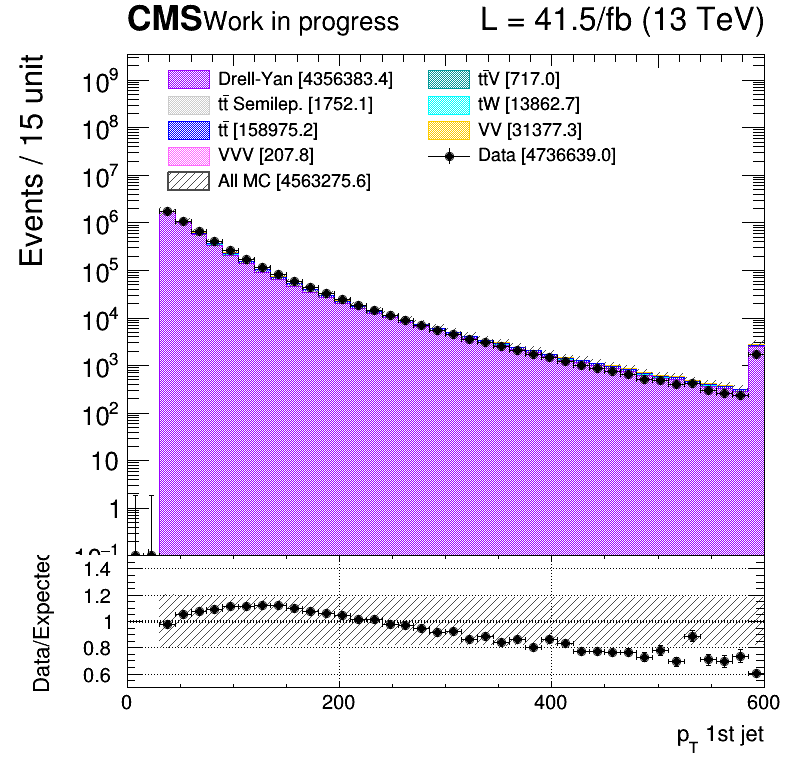 CMS Work in progress L = 41.5/fb (13 TeV)
Drell-Yan [4356383.4] tt̄V [717.0]
tt̄ Semilep. [1752.1] tW [13862.7]
tt̄ [158975.2] VV [31377.3]
VVV [207.8] Data [4736639.0]
All MC [4563275.6]
Events / 15 unit
10⁹
10⁸
10⁷
10⁶
10⁵
10⁴
10³
10²
10
1
10⁻¹
Data/Expected
1.4
1.2
1
0.8
0.6
0 200 400 600
p_T 1st jet